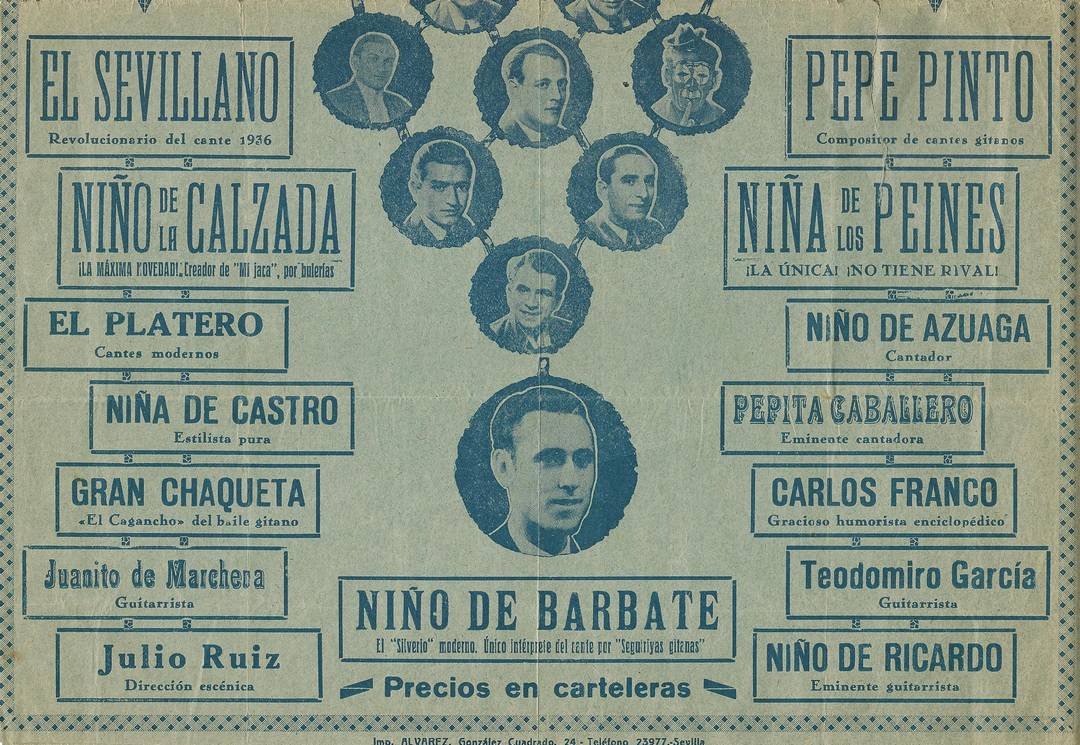 EL SEVILLANO
Revolucionario del cante 1936
NIÑO DE LA CALZADA
¡LA MÁXIMA NOVEDAD!. Creador de "Mi jaca", por bulerías
EL PLATERO
Cantes modernos
NIÑA DE CASTRO
Estilista pura
GRAN CHAQUETA
«El Cagancho» del baile gitano
Juanito de Marchena
Guitarrista
Julio Ruiz
Dirección escénica
PEPE PINTO
Compositor de cantes gitanos
NIÑA DE LOS PEINES
¡LA ÚNICA! ¡NO TIENE RIVAL!
NIÑO DE AZUAGA
Cantador
PEPITA CABALLERO
Eminente cantadora
CARLOS FRANCO
Gracioso humorista enciclopédico
Teodomiro García
Guitarrista
NIÑO DE RICARDO
Eminente guitarrista
NIÑO DE BARBATE
El "Silverio" moderno. Único intérprete del cante por "Seguiriyas gitanas"
Precios en carteleras
Imp. ALVAREZ. González Cuadrado, 24 - Teléfono 23977.-Sevilla